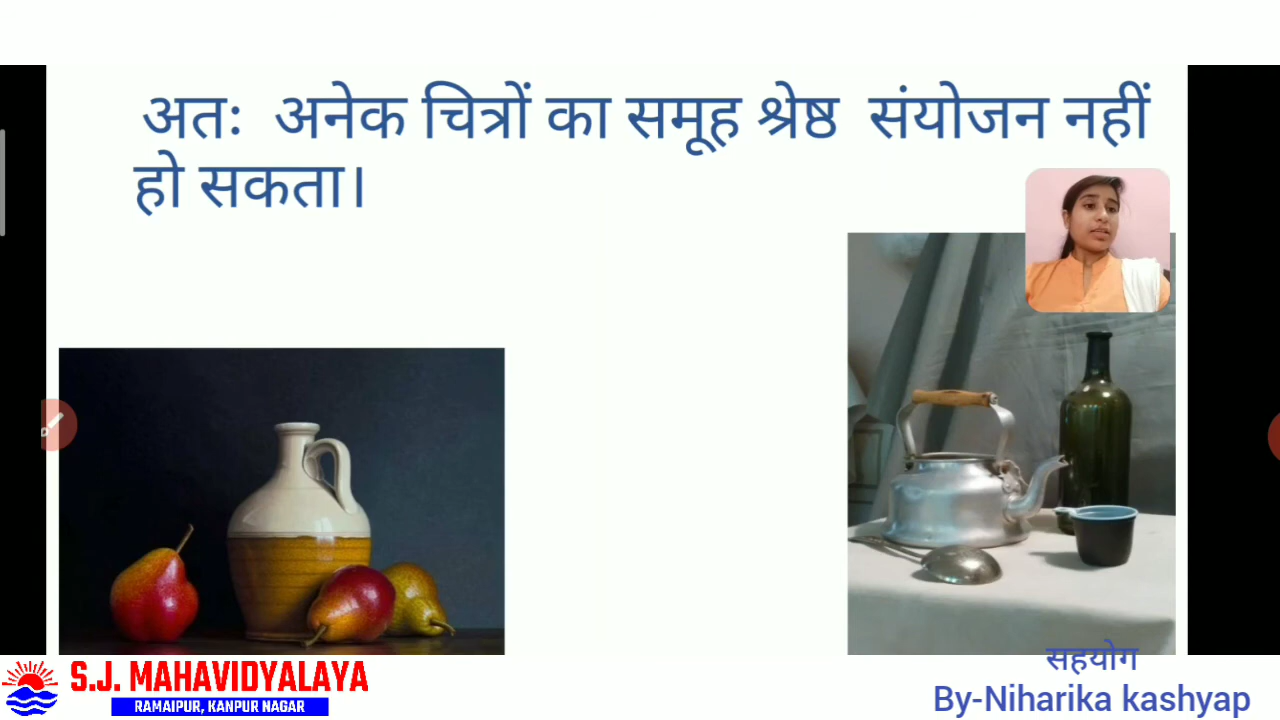 अतः अनेक चित्रों का समूह श्रेष्ठ संयोजन नहीं
हो सकता।
सहयोग
S.J. MAHAVIDYALAYA
RAMAIPUR, KANPUR NAGAR
By-Niharika kashyap